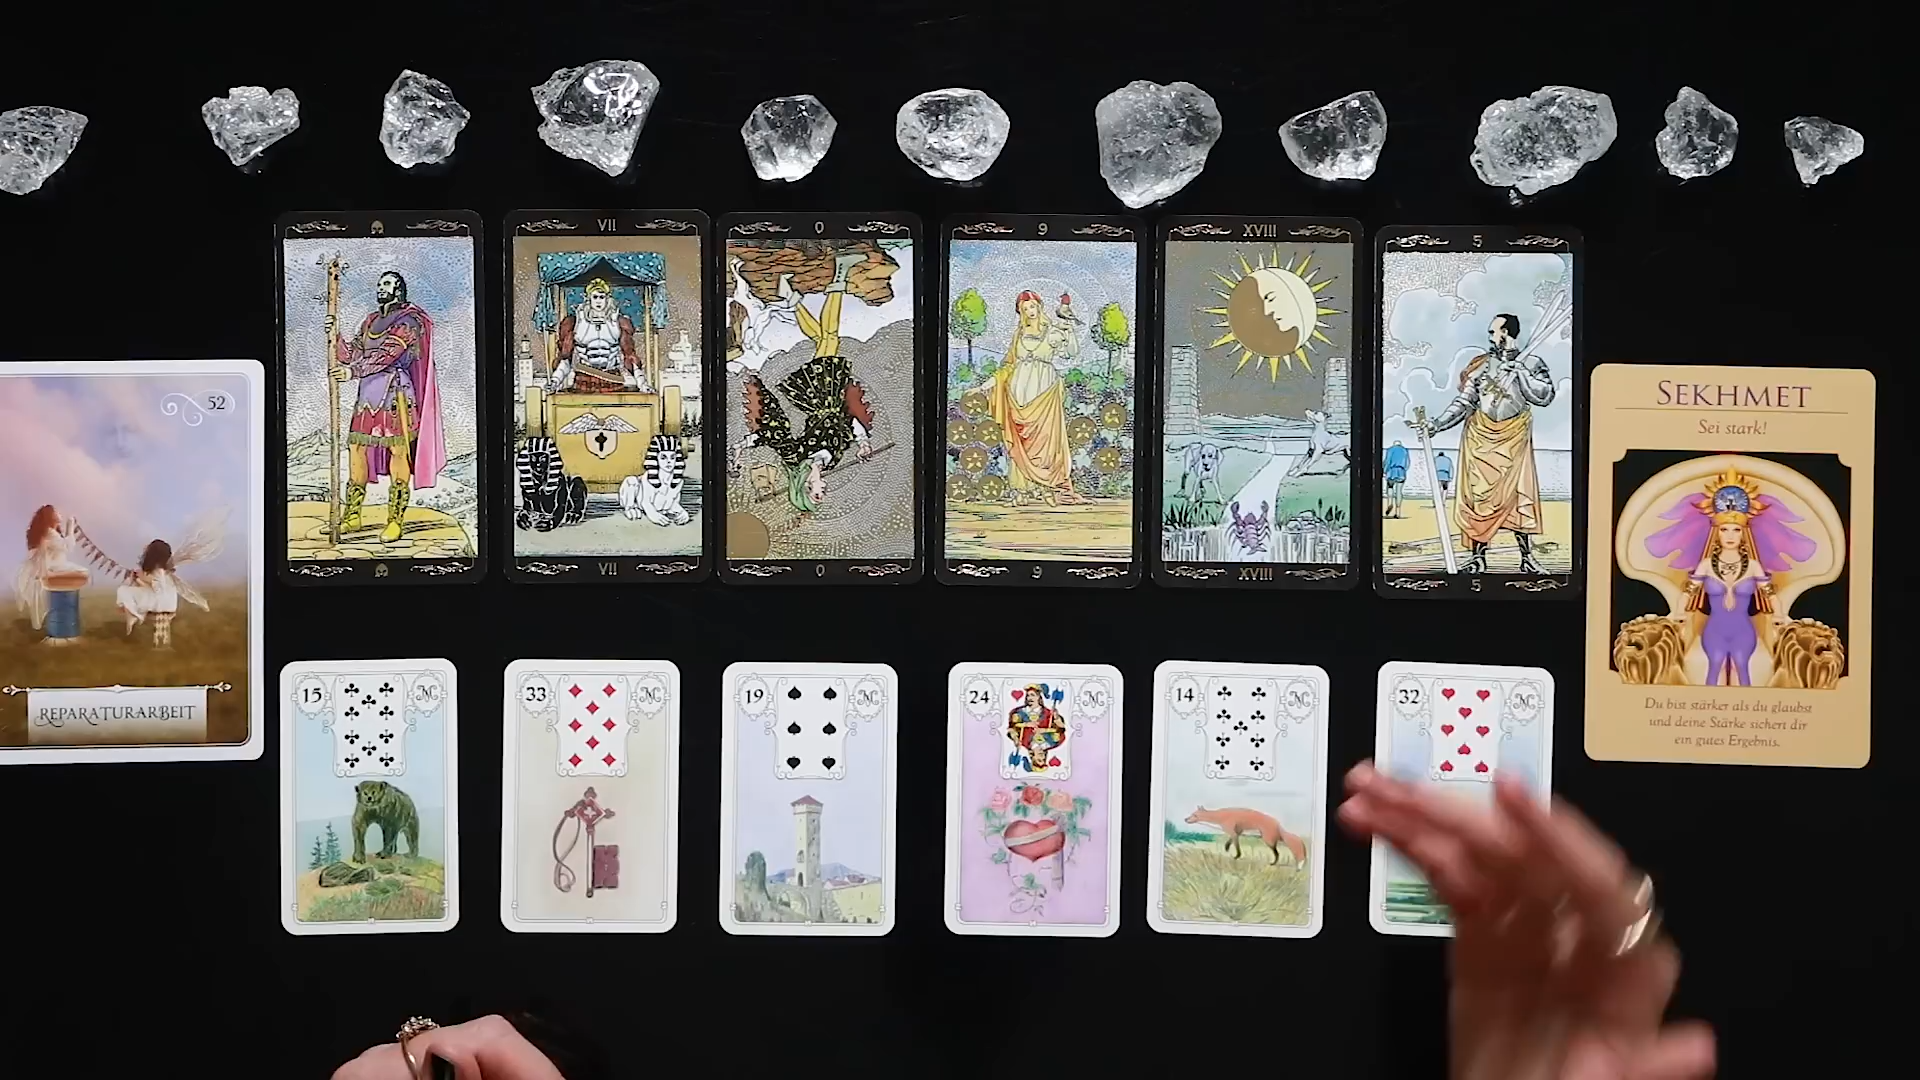 VII
0
9
XVIII
5
VII
0
9
XVIII
5
52
REPARATURARBEIT
SEKHMET
Sei stark!
Du bist stärker als du glaubst
und deine Stärke sichert dir
ein gutes Ergebnis.
15
33
19
24
14
32